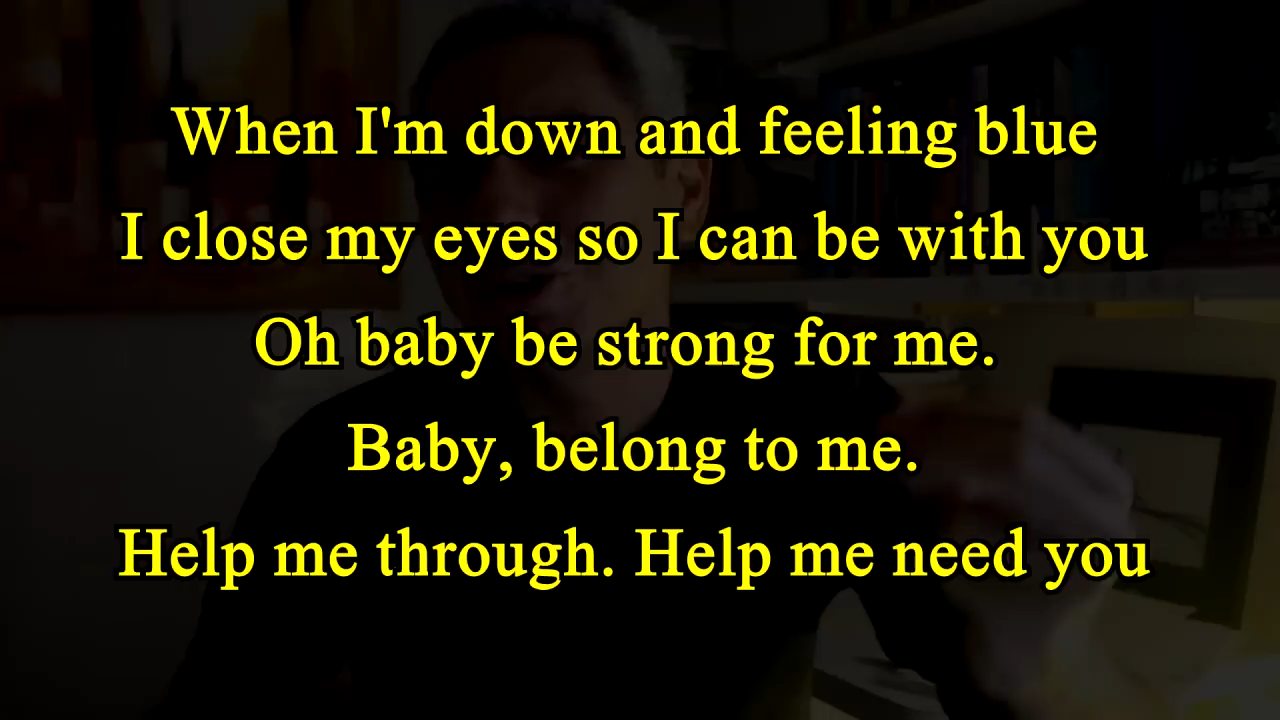 When I'm down and feeling blue
I close my eyes so I can be with you
Oh baby be strong for me.
Baby, belong to me.
Help me through. Help me need you